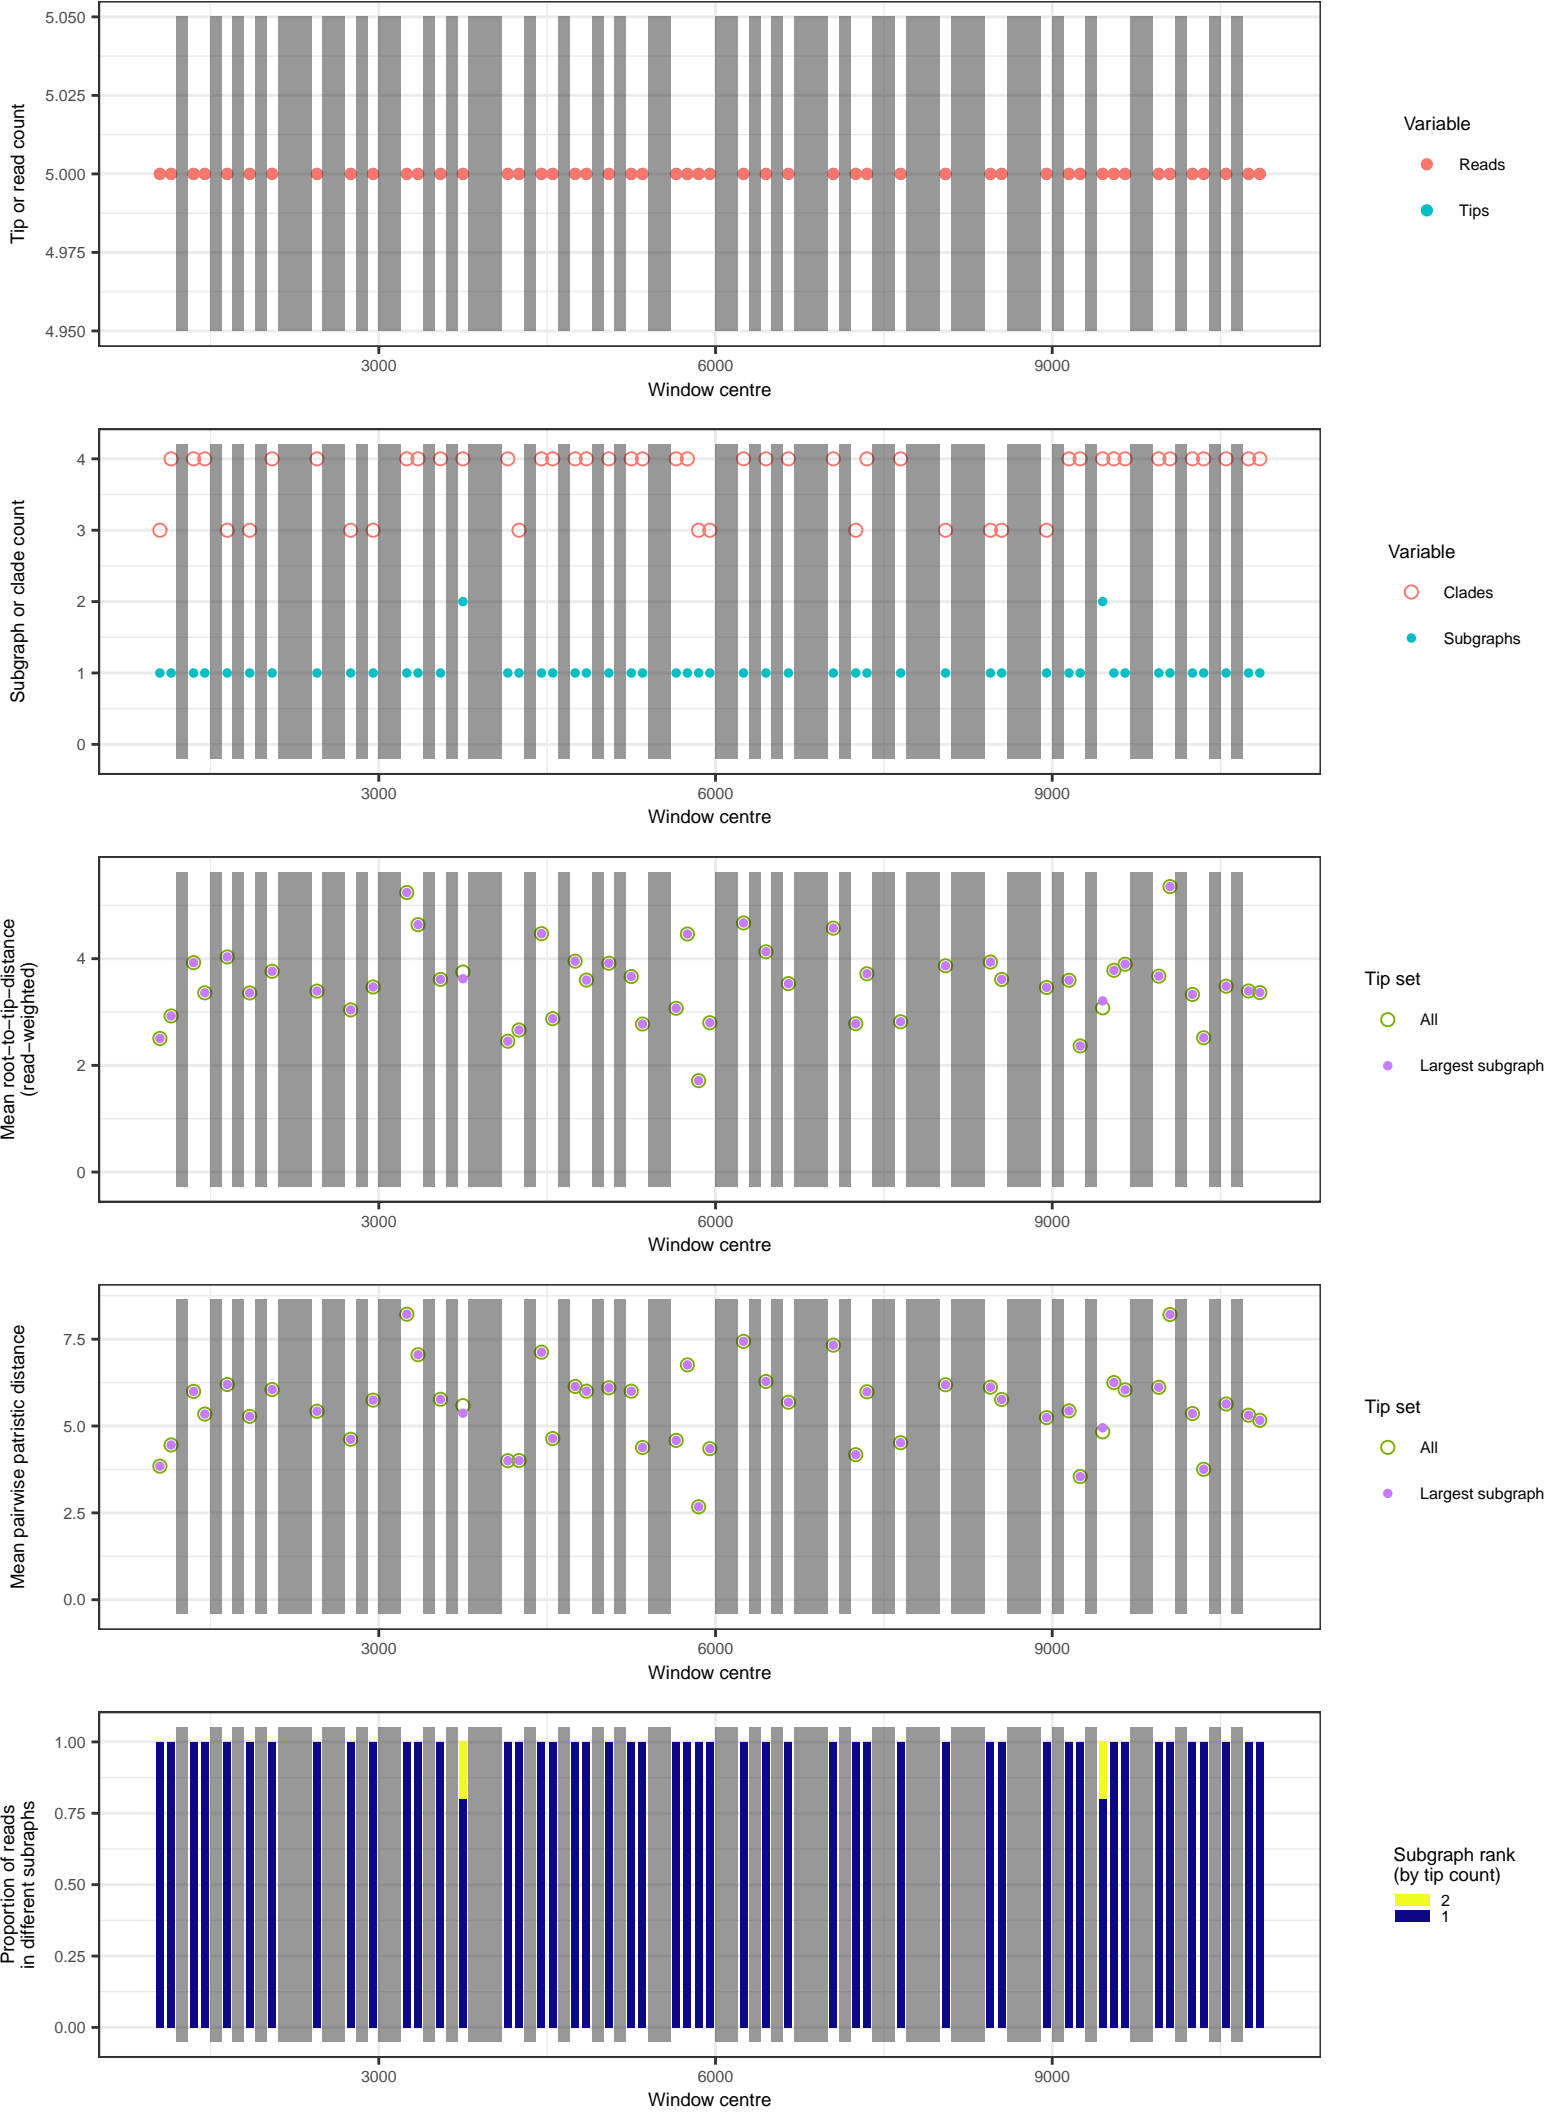 5.050
5.025
5.000
4.975
4.950
Tip or read count
3000
6000
9000
Window centre
Variable
Reads
Tips
4
3
2
1
0
Subgraph or clade count
3000
6000
9000
Window centre
Variable
Clades
Subgraphs
4
2
0
Mean root−to−tip−distance
(read−weighted)
3000
6000
9000
Window centre
Tip set
All
Largest subgraph
7.5
5.0
2.5
0.0
Mean pairwise patristic distance
3000
6000
9000
Window centre
Tip set
All
Largest subgraph
1.00
0.75
0.50
0.25
0.00
Proportion of reads
in different subraphs
3000
6000
9000
Window centre
Subgraph rank
(by tip count)
2
1